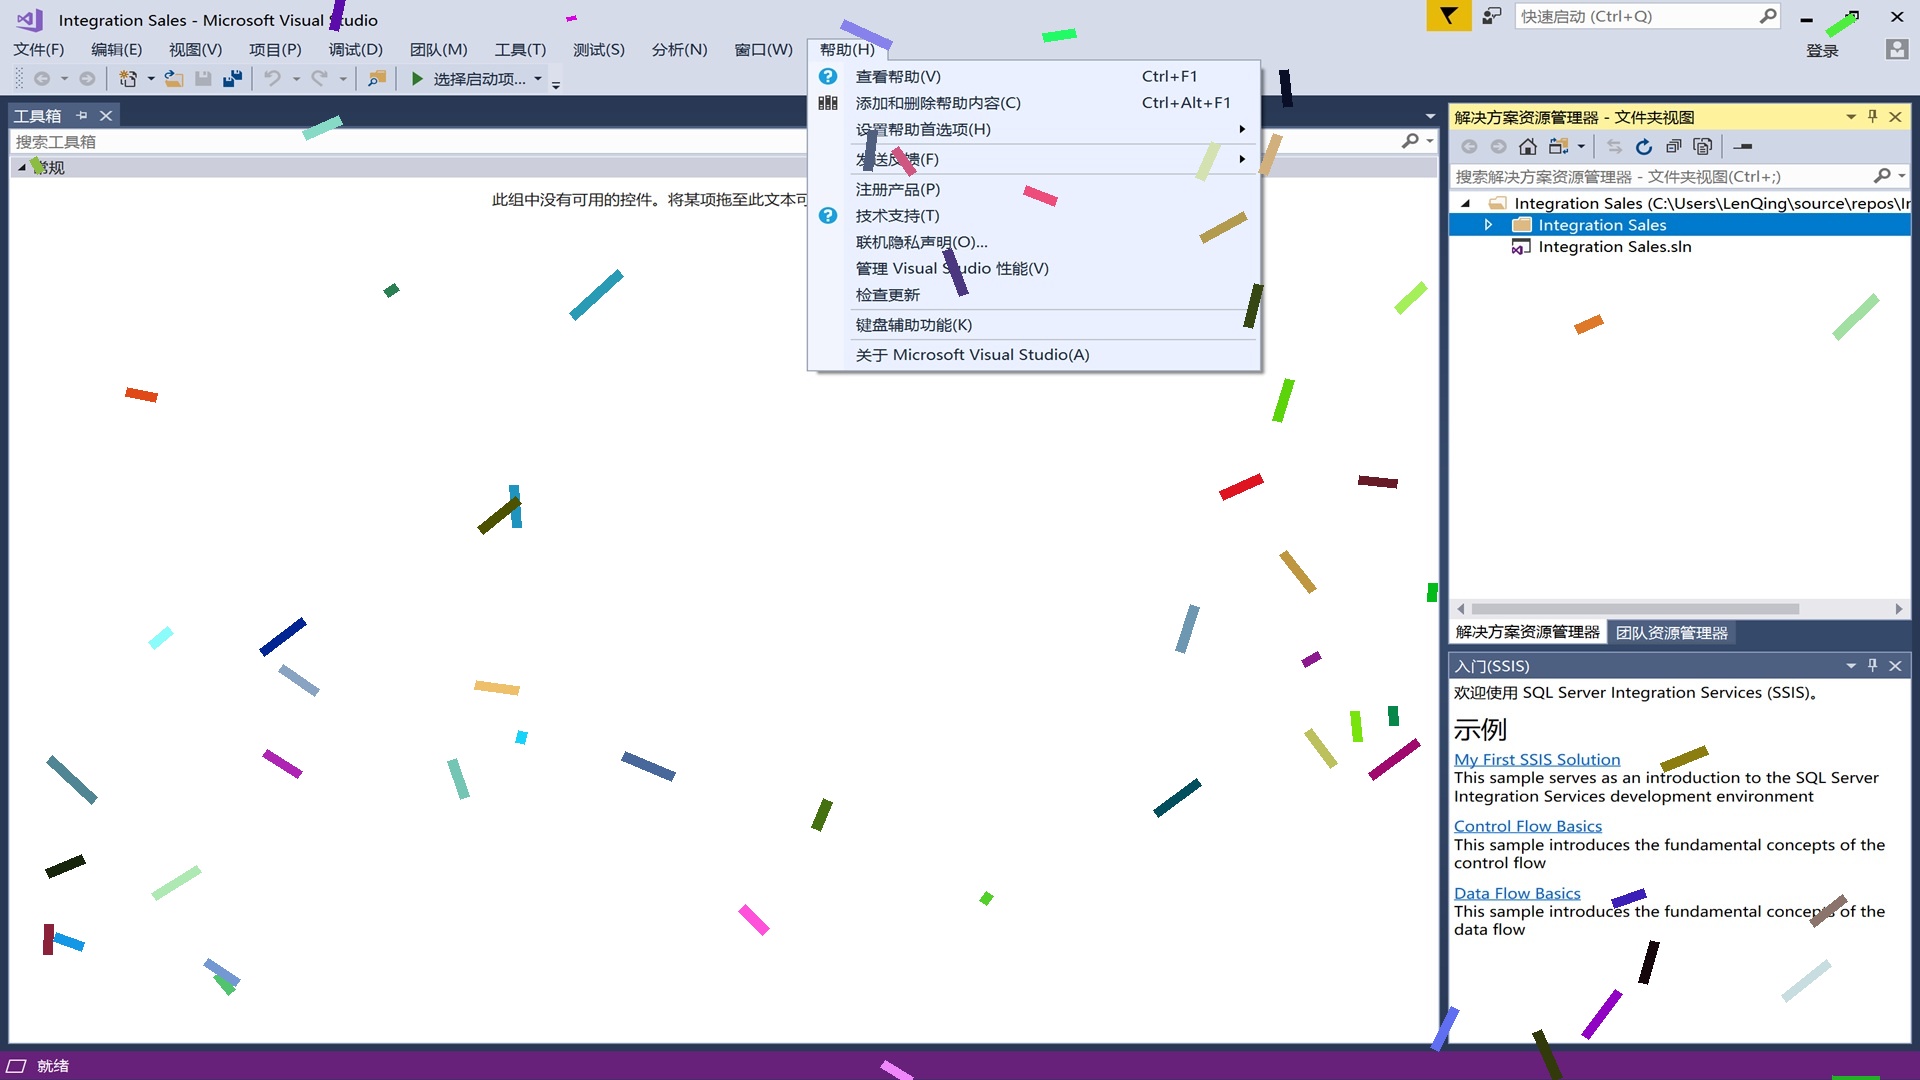 Integration Sales - Microsoft Visual Studio
快速启动 (Ctrl+Q)
文件(F) 编辑(E) 视图(V) 项目(P) 调试(D) 团队(M) 工具(T) 测试(S) 分析(N) 窗口(W) 帮助(H)
登录
选择启动项...
工具箱
搜索工具箱
常规
此组中没有可用的控件。将某项拖至此文本可
查看帮助(V) Ctrl+F1
添加和删除帮助内容(C) Ctrl+Alt+F1
设置帮助首选项(H)
发送反馈(F)
注册产品(P)
技术支持(T)
联机隐私声明(O)...
管理 Visual Studio 性能(V)
检查更新
键盘辅助功能(K)
关于 Microsoft Visual Studio(A)
解决方案资源管理器 - 文件夹视图
搜索解决方案资源管理器 - 文件夹视图(Ctrl+;)
Integration Sales (C:\Users\LenQing\source\repos\Ir
Integration Sales
Integration Sales.sln
解决方案资源管理器 团队资源管理器
入门(SSIS)
欢迎使用 SQL Server Integration Services (SSIS)。
示例
My First SSIS Solution
This sample serves as an introduction to the SQL Server
Integration Services development environment
Control Flow Basics
This sample introduces the fundamental concepts of the
control flow
Data Flow Basics
This sample introduces the fundamental concepts of the
data flow
就绪